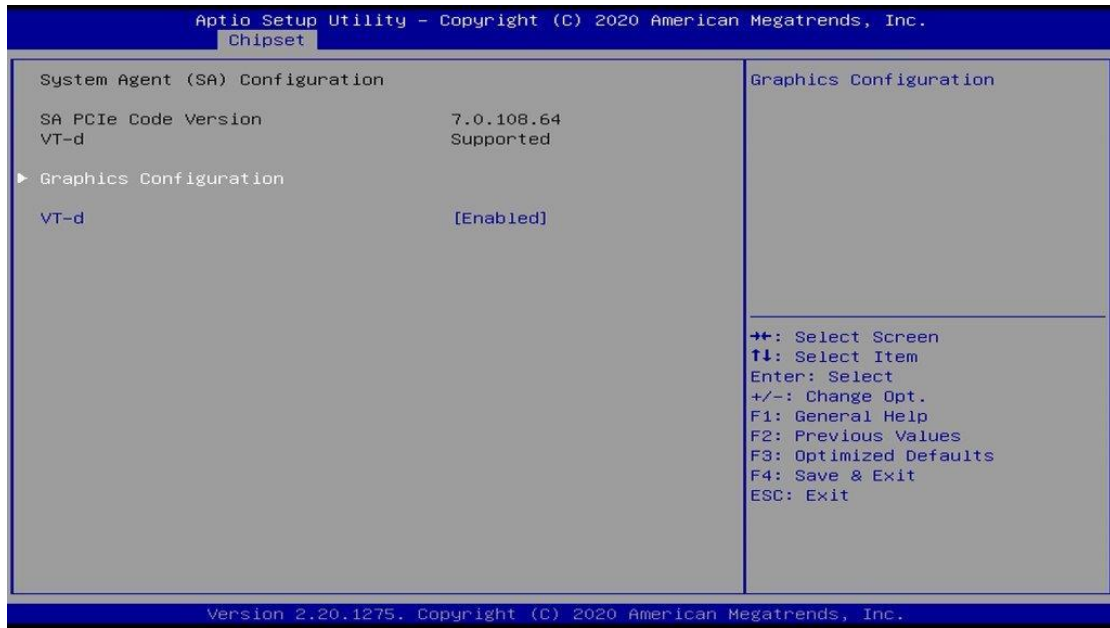 Aptio Setup Utility – Copyright (C) 2020 American Megatrends, Inc.
Chipset
System Agent (SA) Configuration
SA PCIe Code Version 7.0.108.64
VT-d Supported
▶ Graphics Configuration
VT-d [Enabled]
Graphics Configuration
→←: Select Screen
↑↓: Select Item
Enter: Select
+/-: Change Opt.
F1: General Help
F2: Previous Values
F3: Optimized Defaults
F4: Save & Exit
ESC: Exit
Version 2.20.1275. Copyright (C) 2020 American Megatrends, Inc.